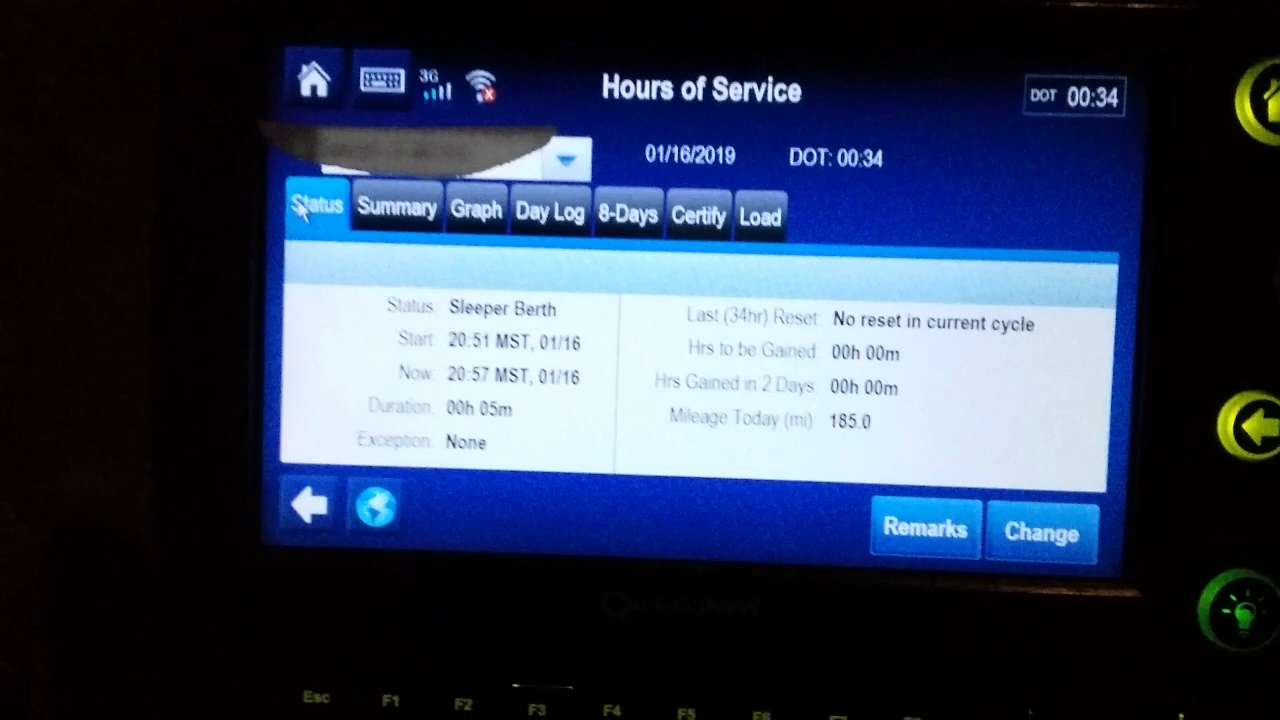 3G
Hours of Service
DOT 00:34
01/16/2019 DOT: 00:34
Status Summary Graph Day Log 8-Days Certify Load
Status: Sleeper Berth
Start: 20:51 MST, 01/16
Now: 20:57 MST, 01/16
Duration: 00h 05m
Exception: None
Last (34hr) Reset: No reset in current cycle
Hrs to be Gained: 00h 00m
Hrs Gained in 2 Days: 00h 00m
Mileage Today (mi): 185.0
Remarks Change
Esc F1 F2 F3 F4 F5 F6